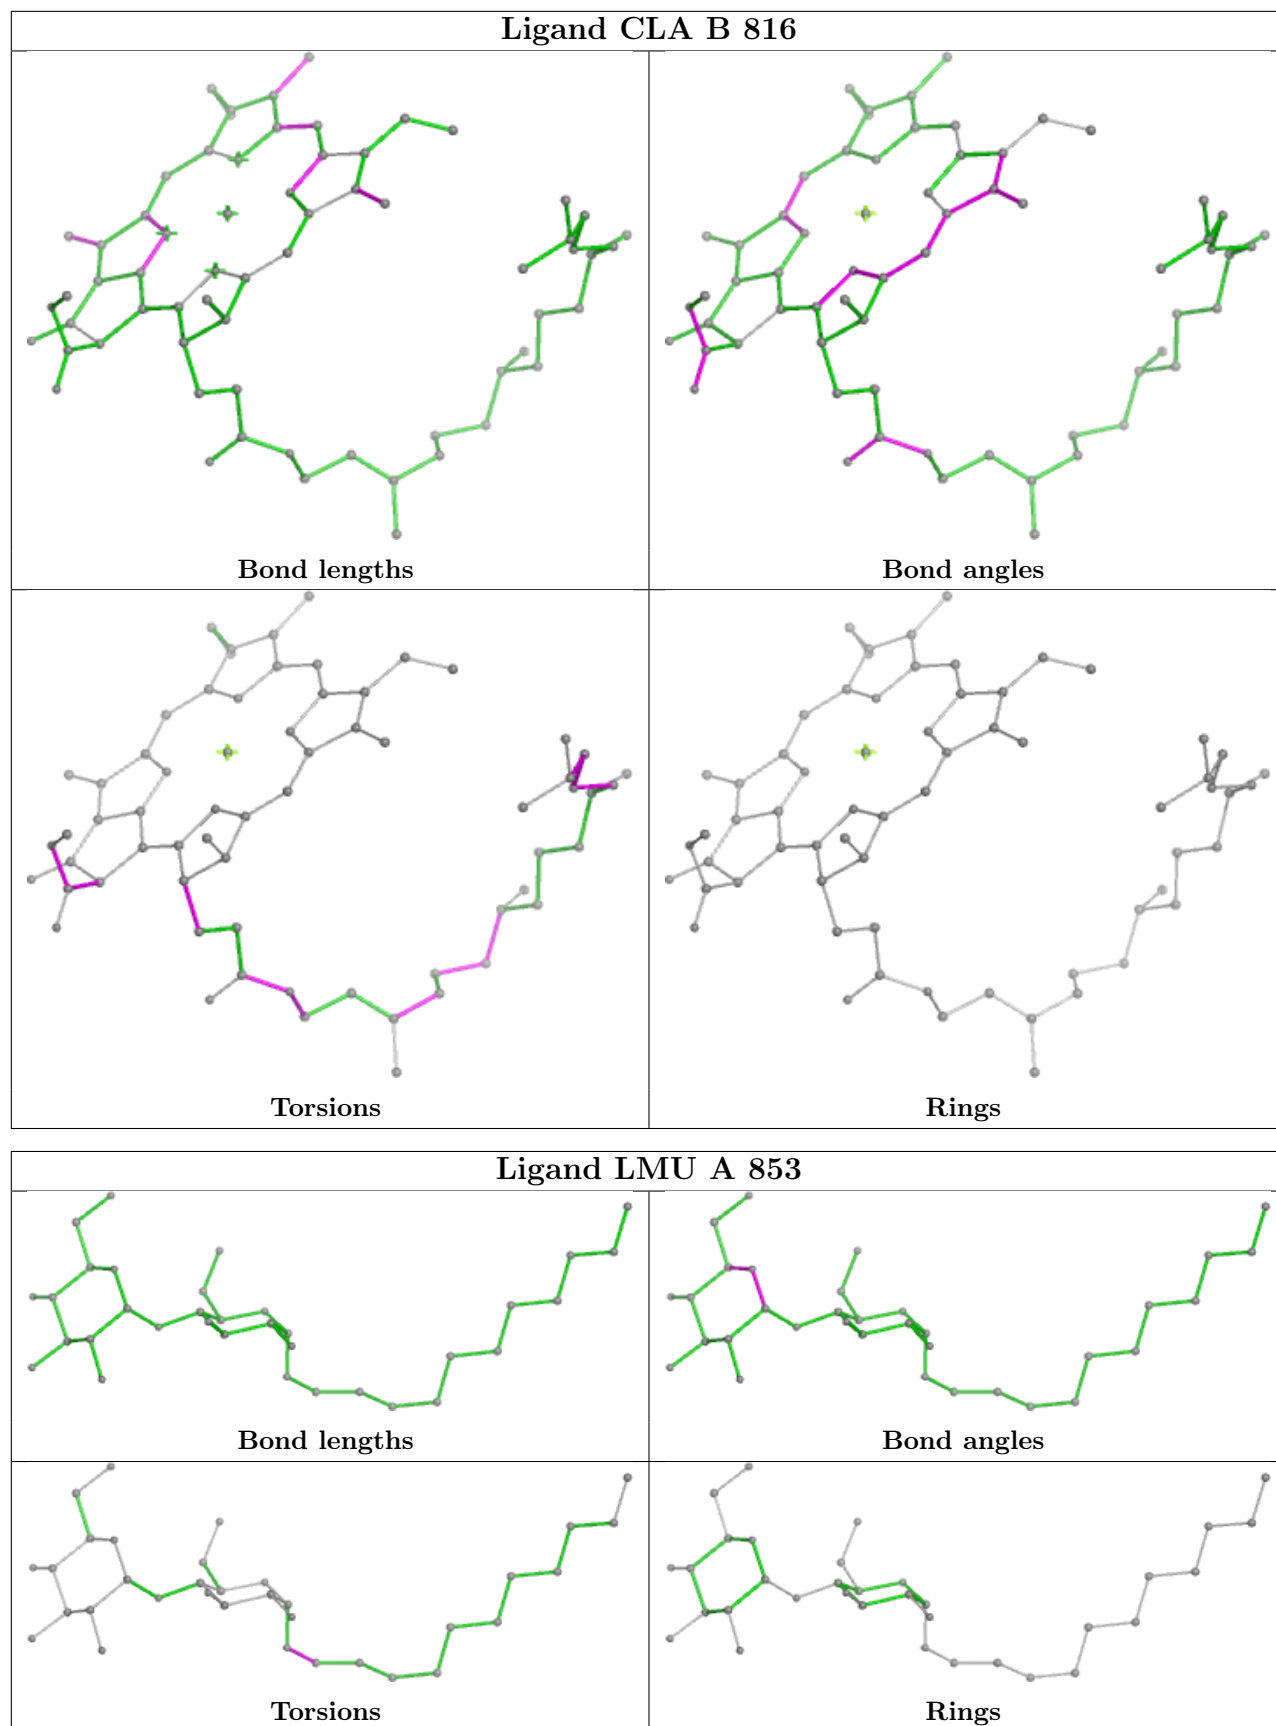 Ligand CLA B 816
Bond lengths
Bond angles
Torsions
Rings
Ligand LMU A 853
Bond lengths
Bond angles
Torsions
Rings